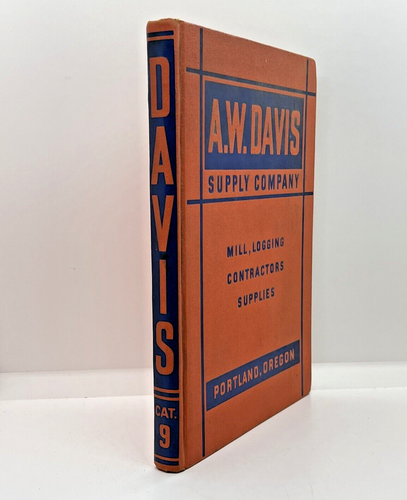 DAVIS
CAT.
9
A.W. DAVIS
SUPPLY COMPANY
MILL, LOGGING
CONTRACTORS
SUPPLIES
PORTLAND, OREGON